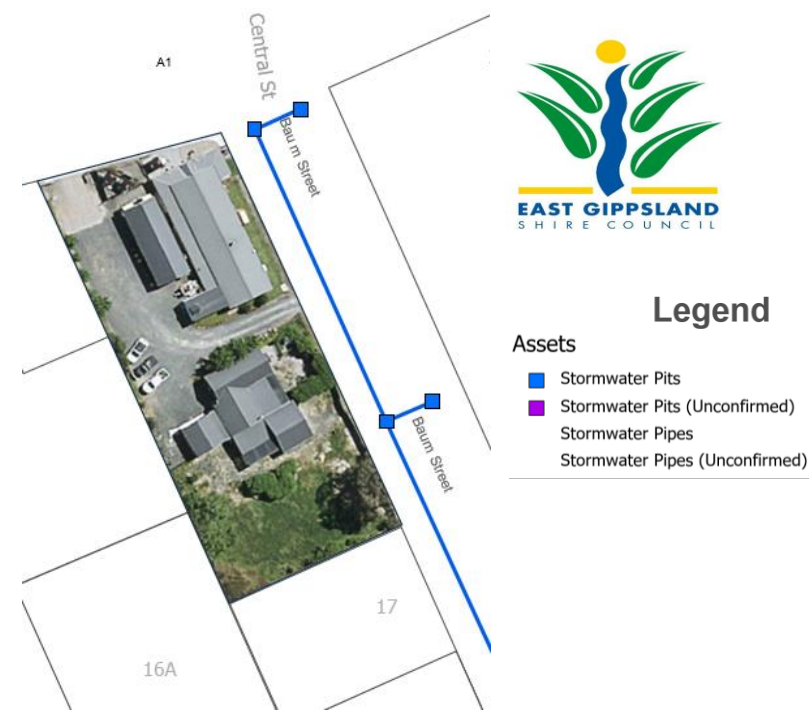 A1
Central St
Bau m Street
Baum Street
17
16A
EAST GIPPSLAND
SHIRE COUNCIL
Legend
Assets
Stormwater Pits
Stormwater Pits (Unconfirmed)
Stormwater Pipes
Stormwater Pipes (Unconfirmed)